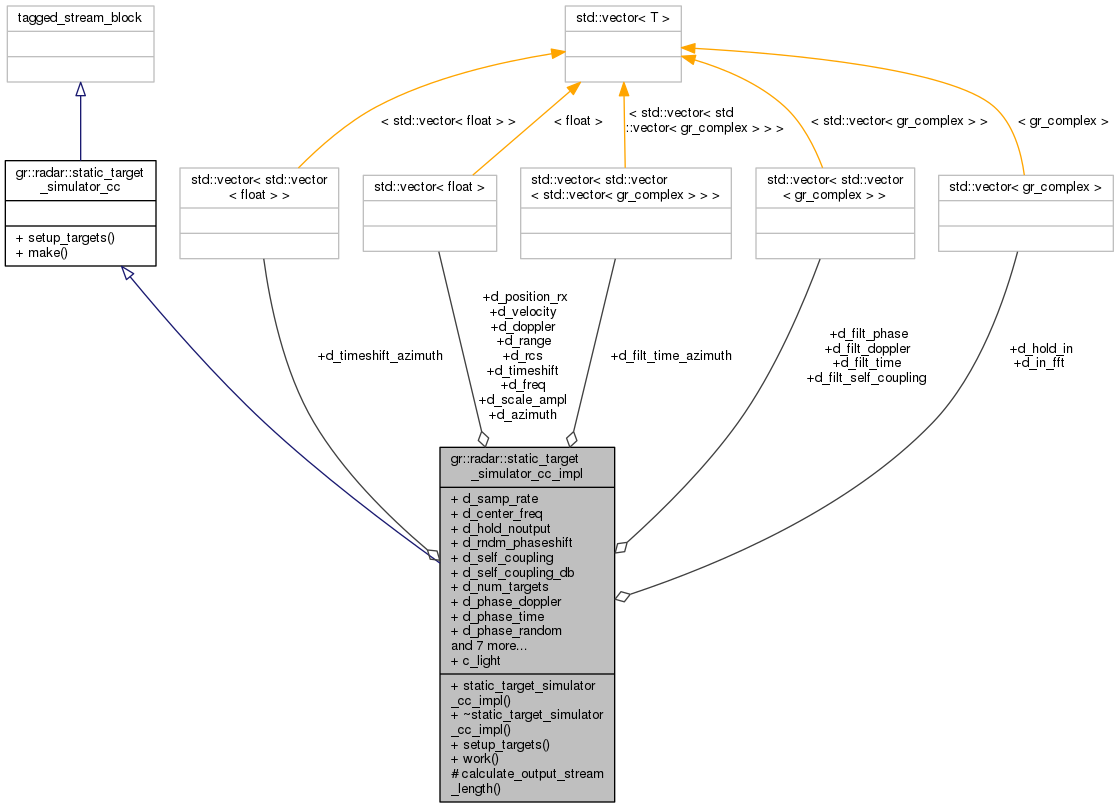 tagged_stream_block
std::vector< T >
< std::vector< float > >
< float >
< std::vector< std
::vector< gr_complex > > >
< std::vector< gr_complex > >
< gr_complex >
gr::radar::static_target
_simulator_cc
+ setup_targets()
+ make()
std::vector< std::vector
< float > >
std::vector< float >
std::vector< std::vector
< std::vector< gr_complex > > >
std::vector< std::vector
< gr_complex > >
std::vector< gr_complex >
+d_timeshift_azimuth
+d_position_rx
+d_velocity
+d_doppler
+d_range
+d_rcs
+d_timeshift
+d_freq
+d_scale_ampl
+d_azimuth
+d_filt_time_azimuth
+d_filt_phase
+d_filt_doppler
+d_filt_time
+d_filt_self_coupling
+d_hold_in
+d_in_fft
gr::radar::static_target
_simulator_cc_impl
+ d_samp_rate
+ d_center_freq
+ d_hold_noutput
+ d_rndm_phaseshift
+ d_self_coupling
+ d_self_coupling_db
+ d_num_targets
+ d_phase_doppler
+ d_phase_time
+ d_phase_random
and 7 more...
+ c_light
+ static_target_simulator
_cc_impl()
+ ~static_target_simulator
_cc_impl()
+ setup_targets()
+ work()
# calculate_output_stream
_length()